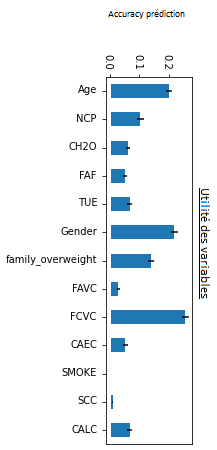 Accuracy prédiction
0.0 0.1 0.2
Age
NCP
CH2O
FAF
TUE
Gender
family_overweight
FAVC
FCVC
CAEC
SMOKE
SCC
CALC
Utilité des variables